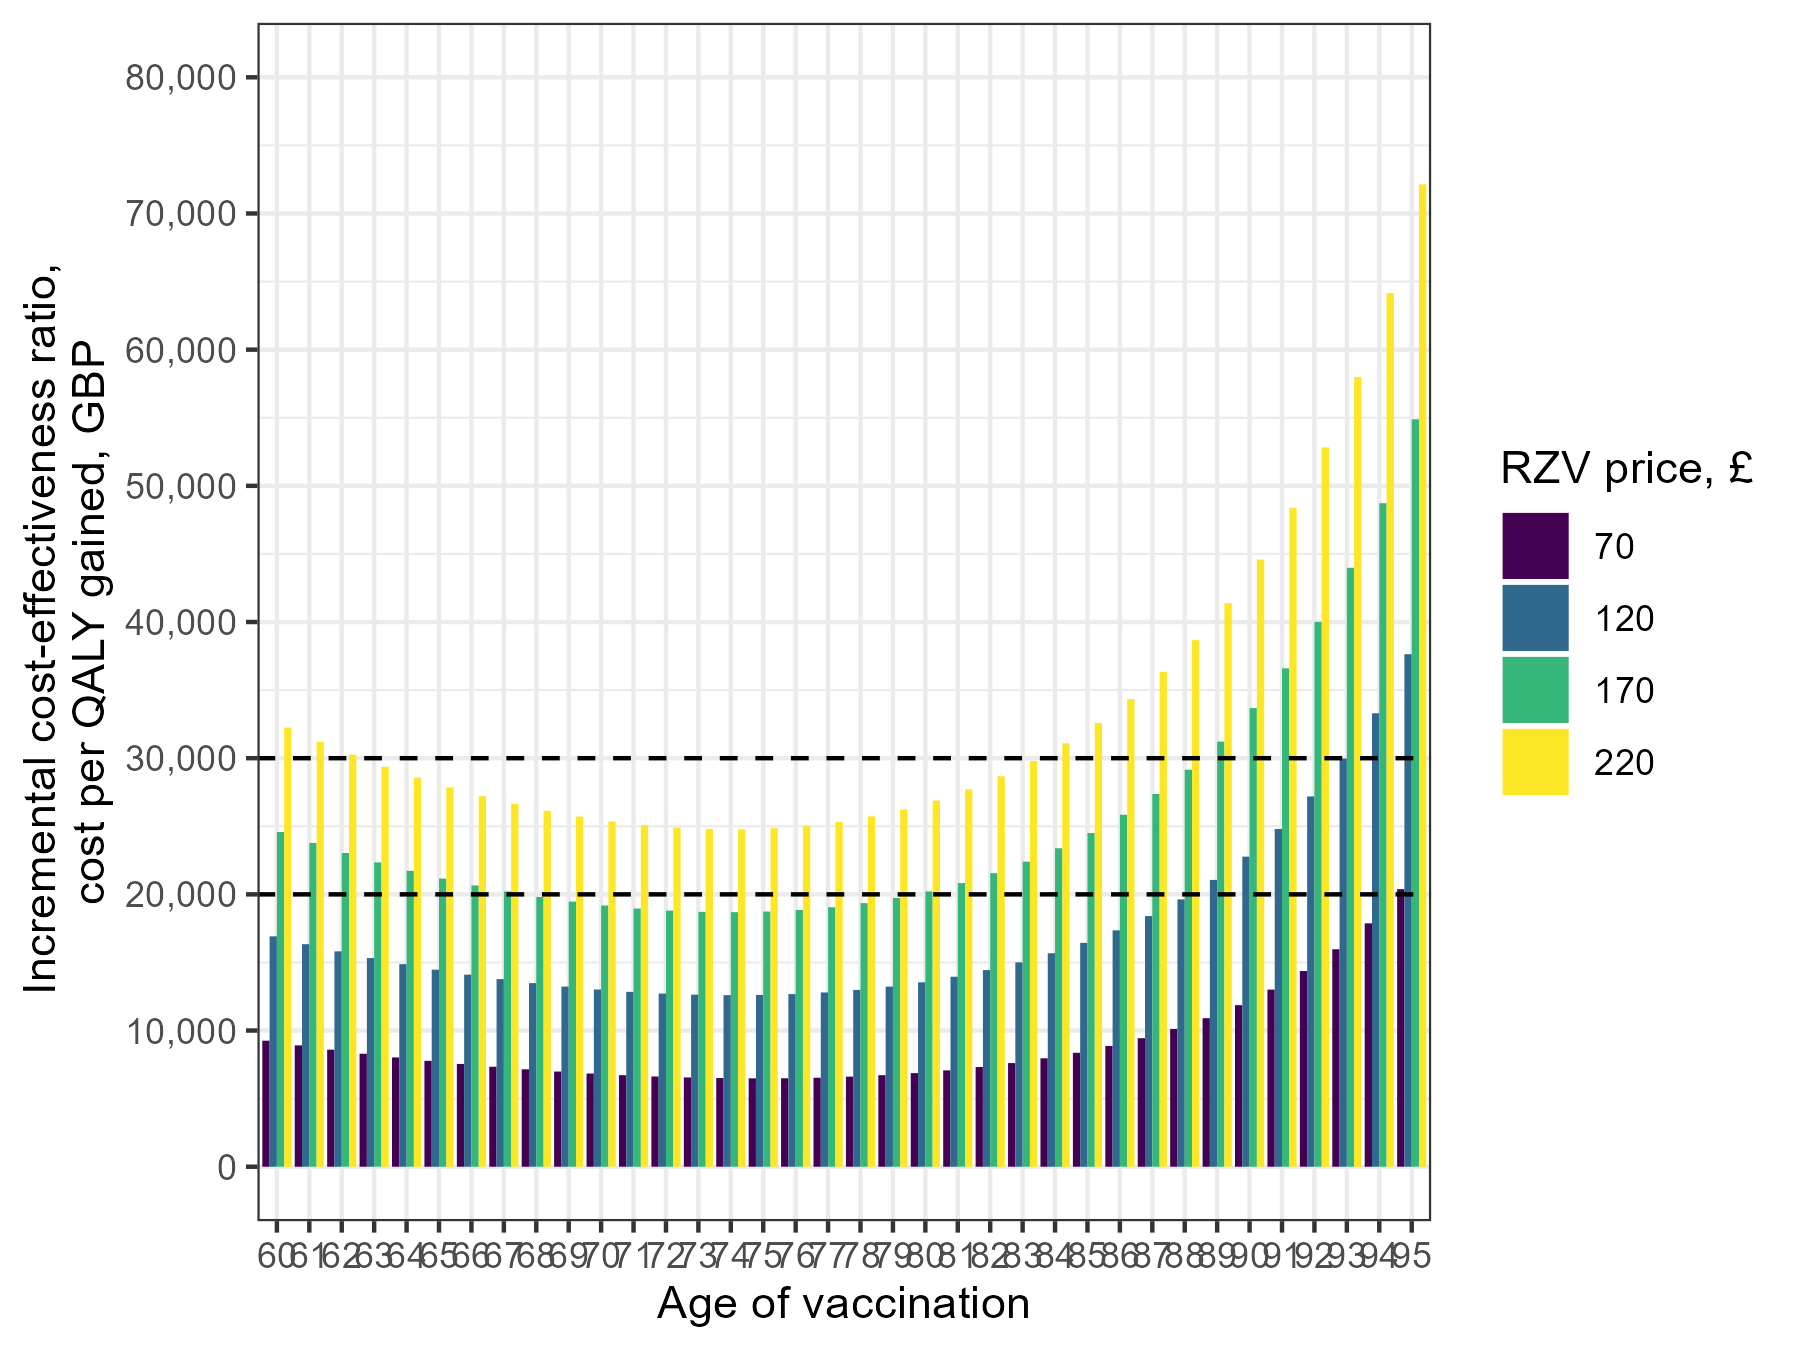 Incremental cost-effectiveness ratio,
cost per QALY gained, GBP
80,000
70,000
60,000
50,000
40,000
30,000
20,000
10,000
0
60 61 62 63 64 65 66 67 68 69 70 71 72 73 74 75 76 77 78 79 80 81 82 83 84 85 86 87 88 89 90 91 92 93 94 95
Age of vaccination
RZV price, £
70
120
170
220